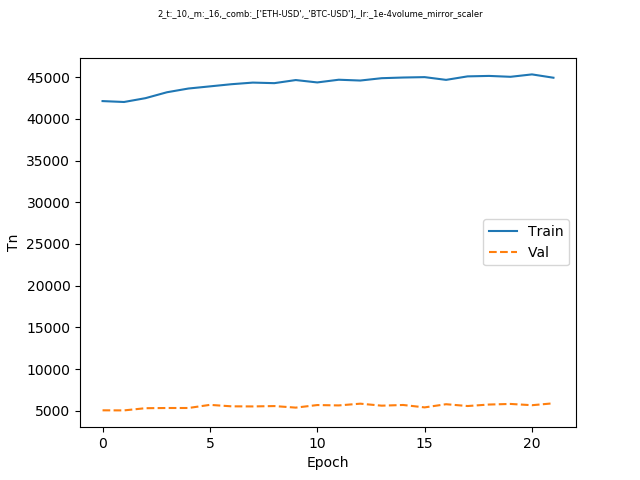 2_t:_10,_m:_16,_comb:_['ETH-USD',_'BTC-USD'],_lr:_1e-4volume_mirror_scaler
45000
40000
35000
30000
25000
20000
15000
10000
5000
Tn
Train
Val
0 5 10 15 20
Epoch